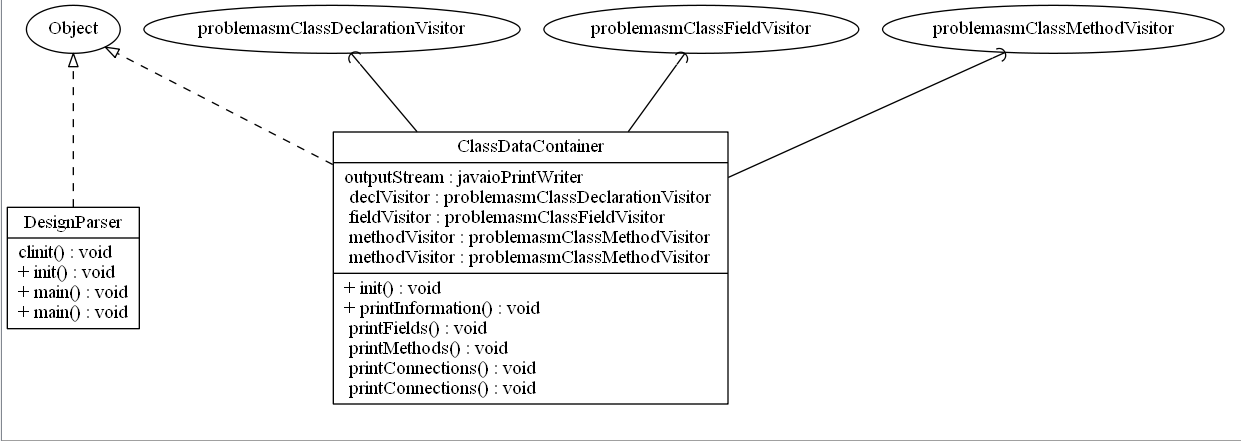 Object
problemasmClassDeclarationVisitor
problemasmClassFieldVisitor
problemasmClassMethodVisitor
ClassDataContainer
outputStream : javaioPrintWriter
declVisitor : problemasmClassDeclarationVisitor
fieldVisitor : problemasmClassFieldVisitor
methodVisitor : problemasmClassMethodVisitor
methodVisitor : problemasmClassMethodVisitor
+ init() : void
+ printInformation() : void
printFields() : void
printMethods() : void
printConnections() : void
printConnections() : void
DesignParser
clinit() : void
+ init() : void
+ main() : void
+ main() : void